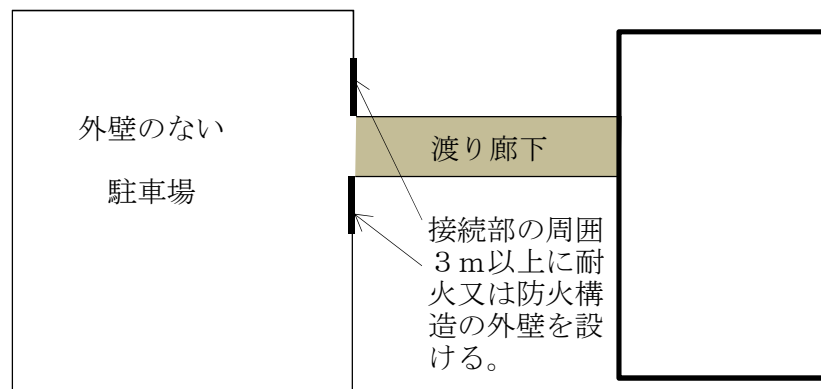 外壁のない
駐車場
渡り廊下
接続部の周囲
３ｍ以上に耐
火又は防火構
造の外壁を設
ける。